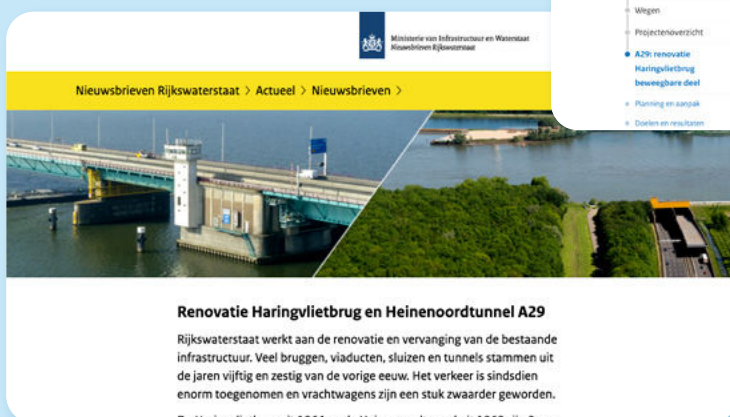 Ministerie van Infrastructuur en Waterstaat
Nieuwsbrieven Rijkswaterstaat
Wegen
Projectenoverzicht
A29: renovatie
Haringvlietbrug
beweegbare deel
Planning en aanpak
Doelen en resultaten
Nieuwsbrieven Rijkswaterstaat > Actueel > Nieuwsbrieven >
Renovatie Haringvlietbrug en Heinenoordtunnel A29
Rijkswaterstaat werkt aan de renovatie en vervanging van de bestaande
infrastructuur. Veel bruggen, viaducten, sluizen en tunnels stammen uit
de jaren vijftig en zestig van de vorige eeuw. Het verkeer is sindsdien
enorm toegenomen en vrachtwagens zijn een stuk zwaarder geworden.